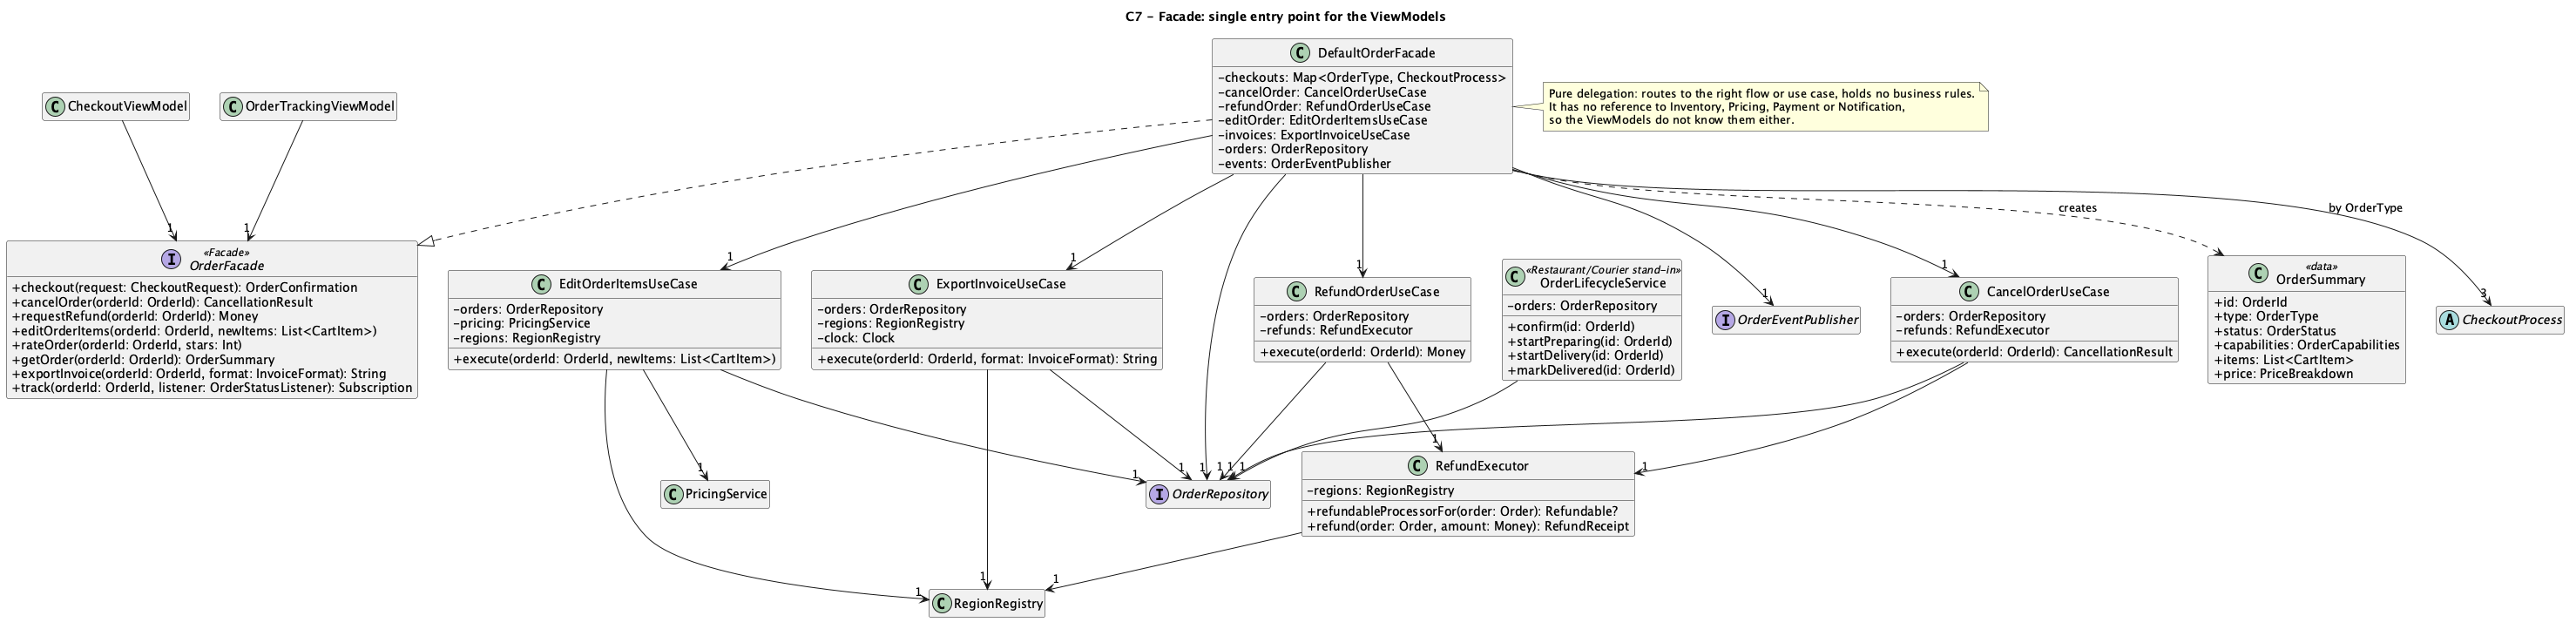 C7 – Facade: single entry point for the ViewModels
C DefaultOrderFacade
–checkouts: Map<OrderType, CheckoutProcess>
–cancelOrder: CancelOrderUseCase
–refundOrder: RefundOrderUseCase
–editOrder: EditOrderItemsUseCase
–invoices: ExportInvoiceUseCase
–orders: OrderRepository
–events: OrderEventPublisher
Pure delegation: routes to the right flow or use case, holds no business rules.
It has no reference to Inventory, Pricing, Payment or Notification,
so the ViewModels do not know them either.
C CheckoutViewModel
C OrderTrackingViewModel
1
1
1
1
1
1
1
creates
by OrderType
3
«Facade»
I OrderFacade
+checkout(request: CheckoutRequest): OrderConfirmation
+cancelOrder(orderId: OrderId): CancellationResult
+requestRefund(orderId: OrderId): Money
+editOrderItems(orderId: OrderId, newItems: List<CartItem>)
+rateOrder(orderId: OrderId, stars: Int)
+getOrder(orderId: OrderId): OrderSummary
+exportInvoice(orderId: OrderId, format: InvoiceFormat): String
+track(orderId: OrderId, listener: OrderStatusListener): Subscription
C EditOrderItemsUseCase
–orders: OrderRepository
–pricing: PricingService
–regions: RegionRegistry
+execute(orderId: OrderId, newItems: List<CartItem>)
C ExportInvoiceUseCase
–orders: OrderRepository
–regions: RegionRegistry
–clock: Clock
+execute(orderId: OrderId, format: InvoiceFormat): String
C RefundOrderUseCase
–orders: OrderRepository
–refunds: RefundExecutor
+execute(orderId: OrderId): Money
«Restaurant/Courier stand-in»
C OrderLifecycleService
–orders: OrderRepository
+confirm(id: OrderId)
+startPreparing(id: OrderId)
+startDelivery(id: OrderId)
+markDelivered(id: OrderId)
I OrderEventPublisher
C CancelOrderUseCase
–orders: OrderRepository
–refunds: RefundExecutor
+execute(orderId: OrderId): CancellationResult
«data»
C OrderSummary
+id: OrderId
+type: OrderType
+status: OrderStatus
+capabilities: OrderCapabilities
+items: List<CartItem>
+price: PriceBreakdown
A CheckoutProcess
1
1
1
1
1
1
1
1
1
C PricingService
I OrderRepository
C RefundExecutor
–regions: RegionRegistry
+refundableProcessorFor(order: Order): Refundable?
+refund(order: Order, amount: Money): RefundReceipt
1
1
1
C RegionRegistry